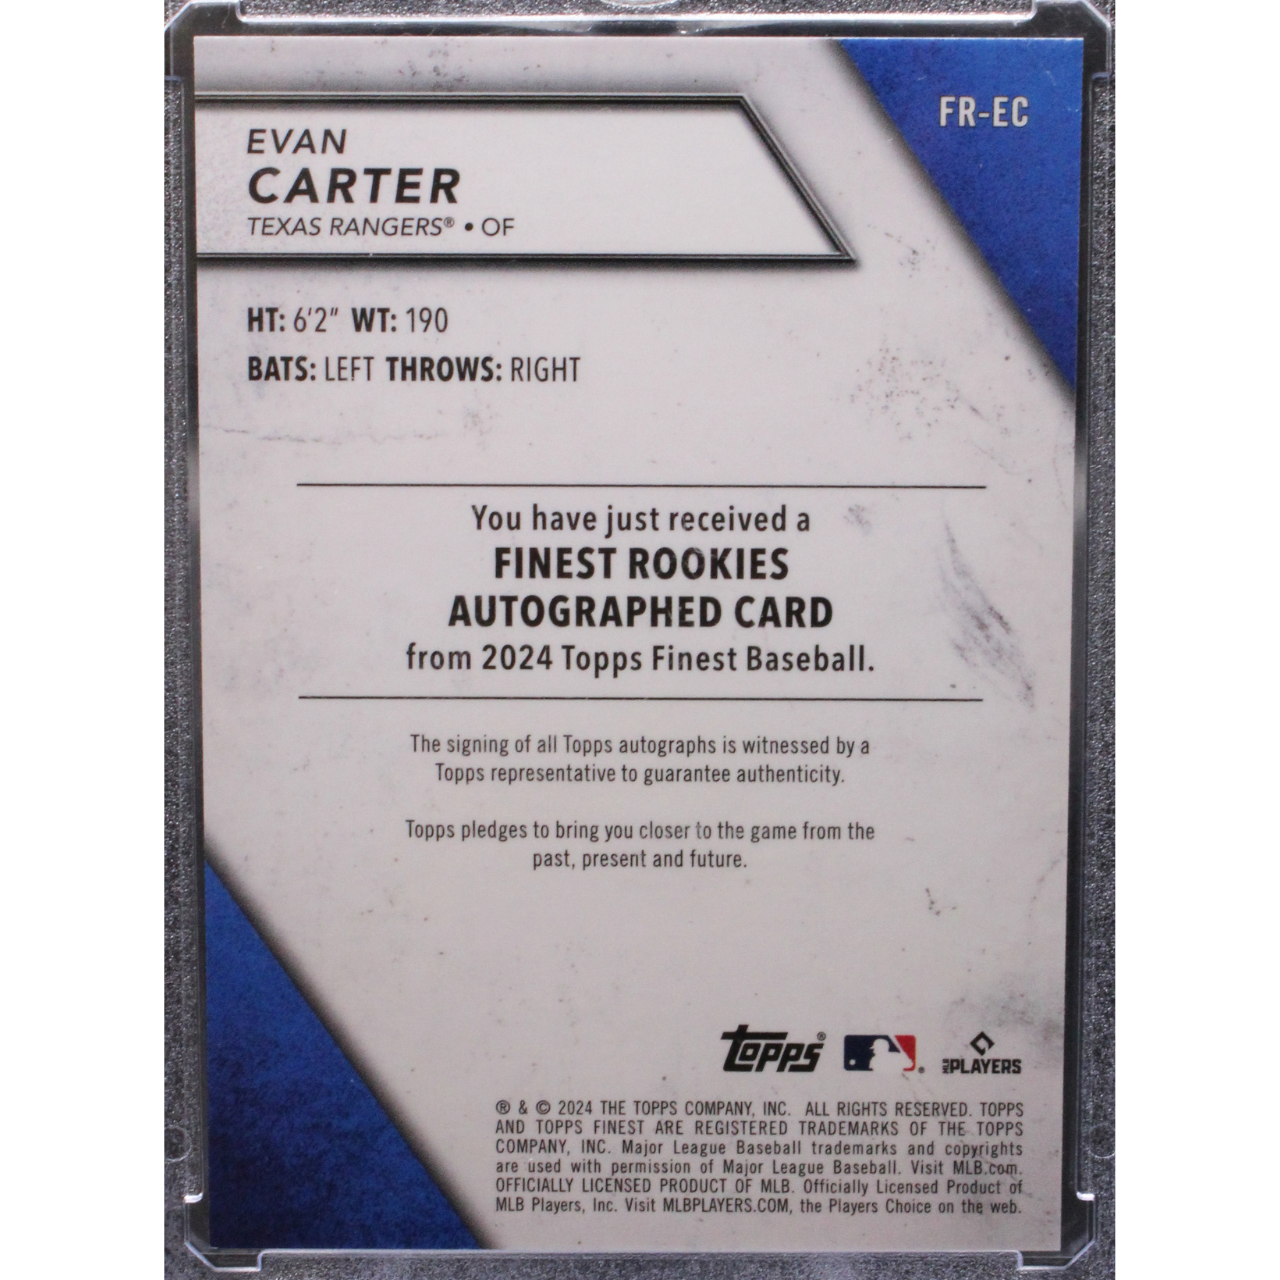 FR-EC
EVAN
CARTER
TEXAS RANGERS® • OF
HT: 6'2" WT: 190
BATS: LEFT THROWS: RIGHT
You have just received a
FINEST ROOKIES
AUTOGRAPHED CARD
from 2024 Topps Finest Baseball.
The signing of all Topps autographs is witnessed by a
Topps representative to guarantee authenticity.
Topps pledges to bring you closer to the game from the
past, present and future.
Topps® MLB PLAYERS
® & © 2024 THE TOPPS COMPANY, INC. ALL RIGHTS RESERVED. TOPPS
AND TOPPS FINEST ARE REGISTERED TRADEMARKS OF THE TOPPS
COMPANY, INC. Major League Baseball trademarks and copyrights
are used with permission of Major League Baseball. Visit MLB.com.
OFFICIALLY LICENSED PRODUCT OF MLB. Officially Licensed Product of
MLB Players, Inc. Visit MLBPLAYERS.COM, the Players Choice on the web.